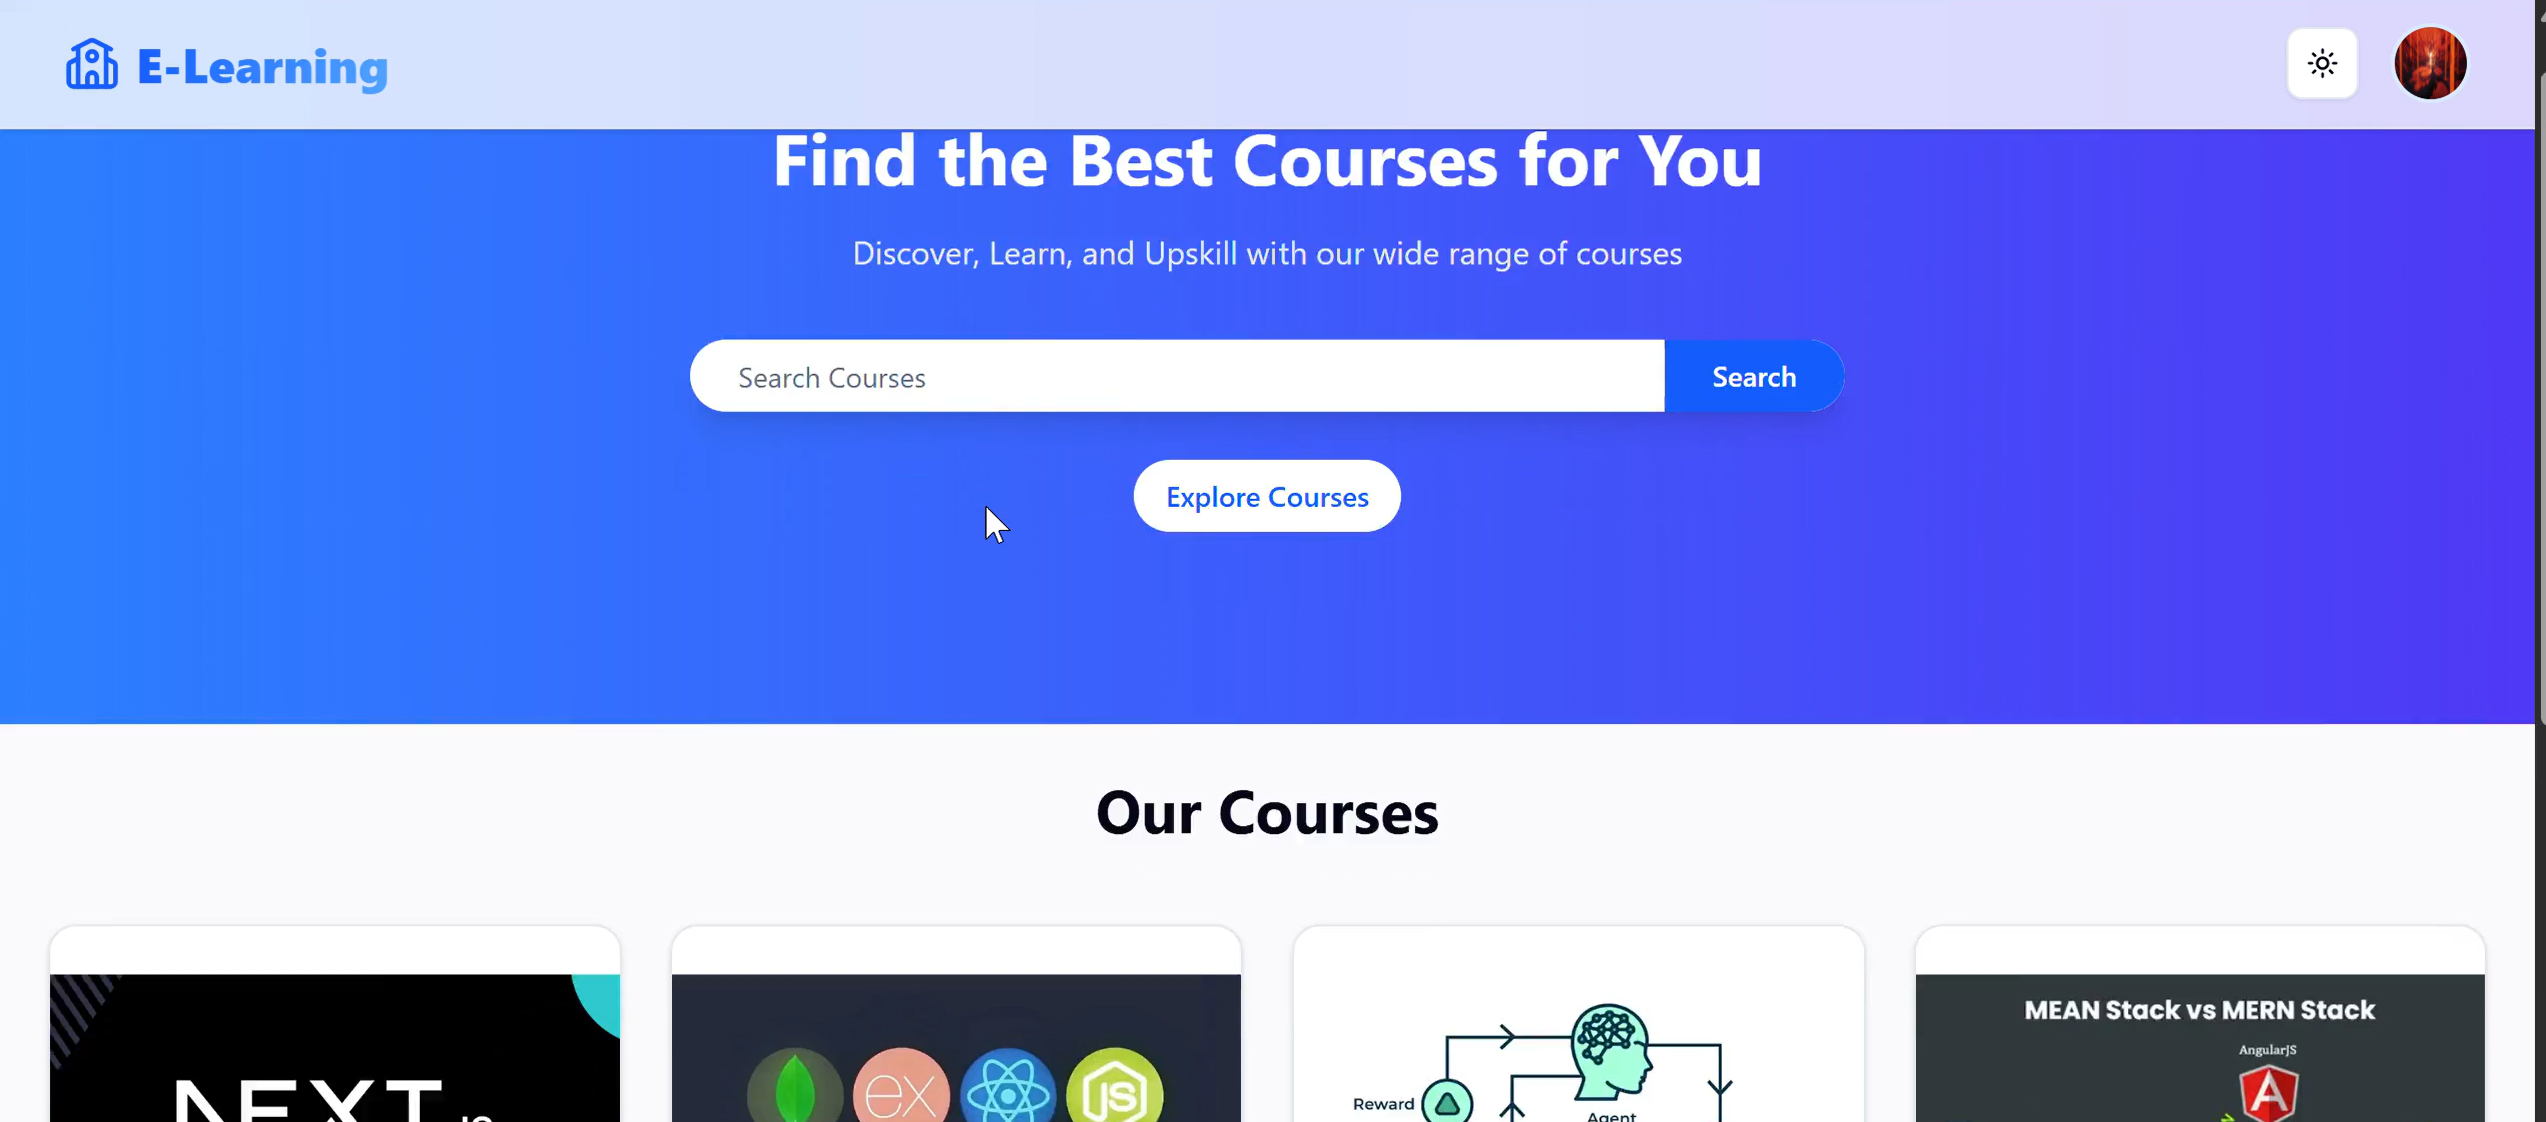 E-Learning
Find the Best Courses for You
Discover, Learn, and Upskill with our wide range of courses
Search Courses
Search
Explore Courses
Our Courses
NEXT
JS
ex
JS
Reward
Agent
MEAN Stack vs MERN Stack
AngularJS
A